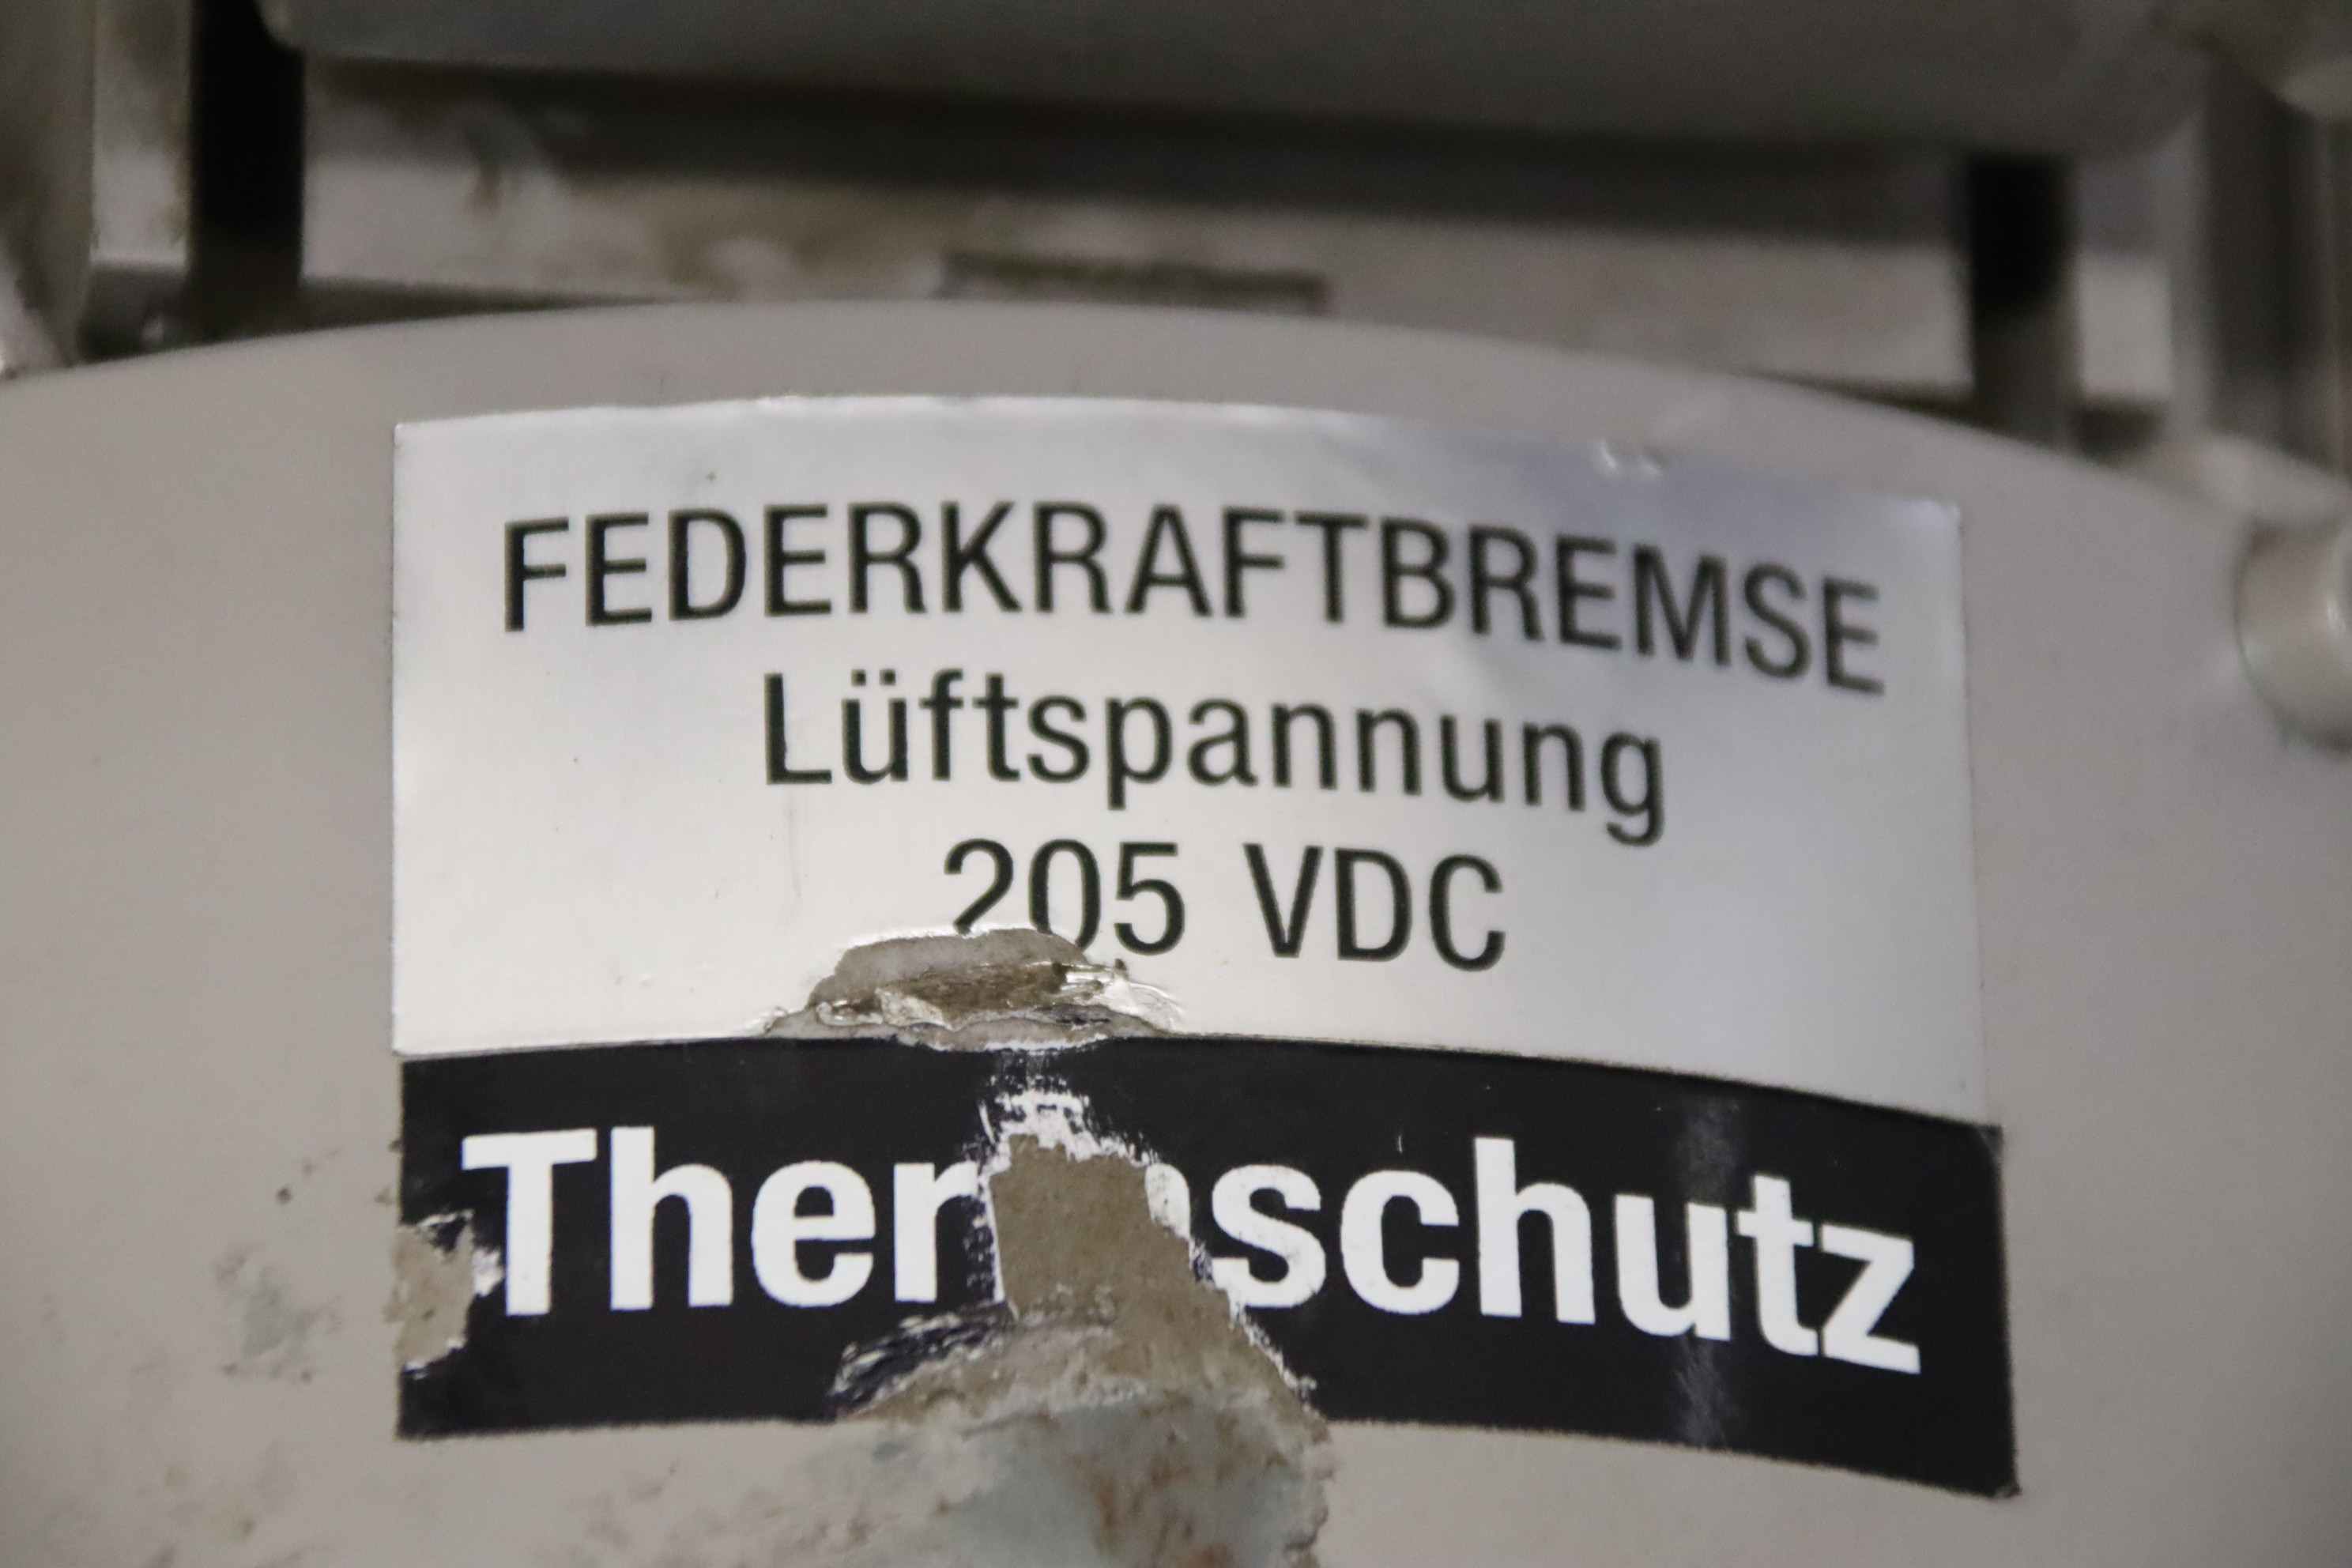 FEDERKRAFTBREMSE
Lüftspannung
205 VDC